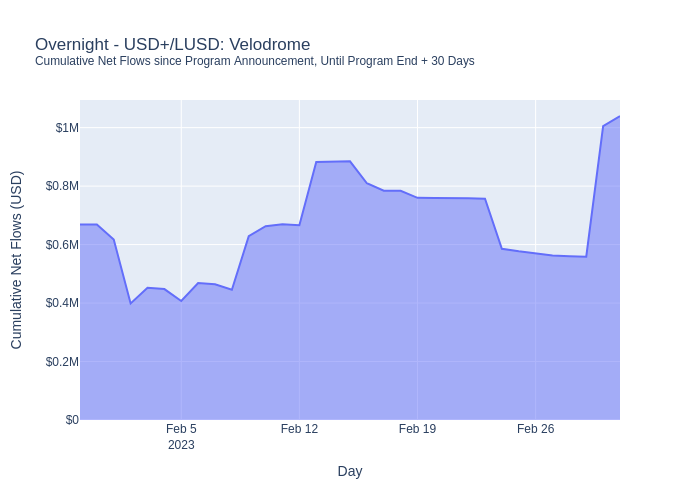 Overnight - USD+/LUSD: Velodrome
Cumulative Net Flows since Program Announcement, Until Program End + 30 Days
Cumulative Net Flows (USD)
$1M
$0.8M
$0.6M
$0.4M
$0.2M
$0
Feb 5
2023
Feb 12
Feb 19
Feb 26
Day